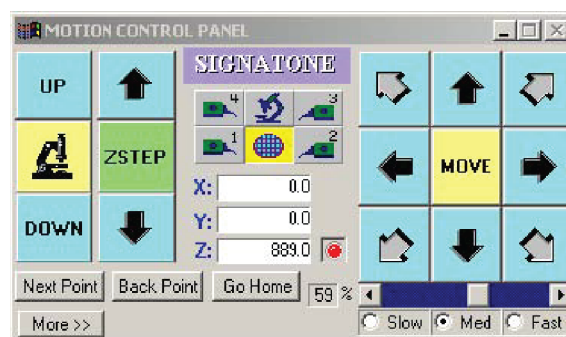 MOTION CONTROL PANEL
SIGNATONE
UP
4
3
ZSTEP
1
2
MOVE
X: 0.0
Y: 0.0
DOWN
Z: 889.0
Next Point Back Point Go Home 59 %
More >> Slow Med Fast